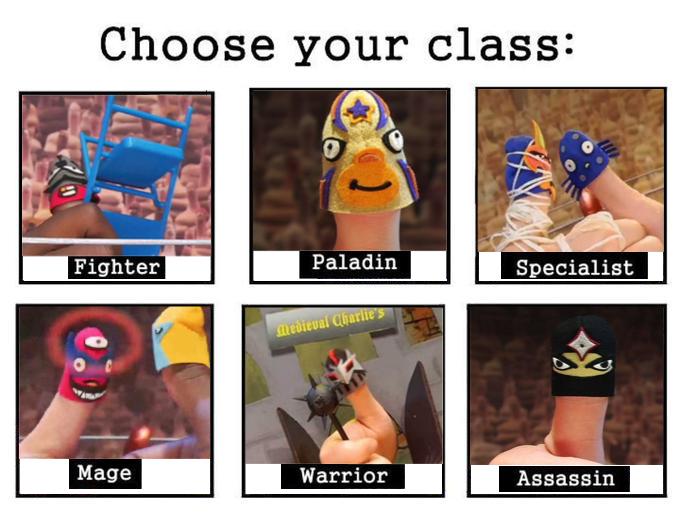 Choose your class:
Fighter
Paladin
Specialist
Medieval Charlie's
Mage
Warrior
Assassin